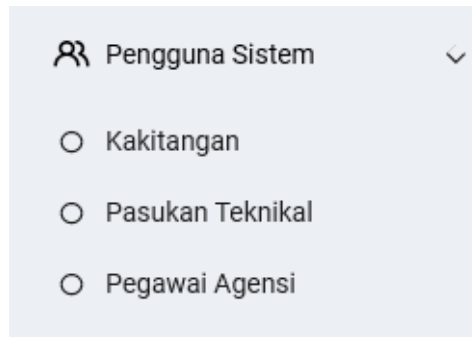 Pengguna Sistem
Kakitangan
Pasukan Teknikal
Pegawai Agensi